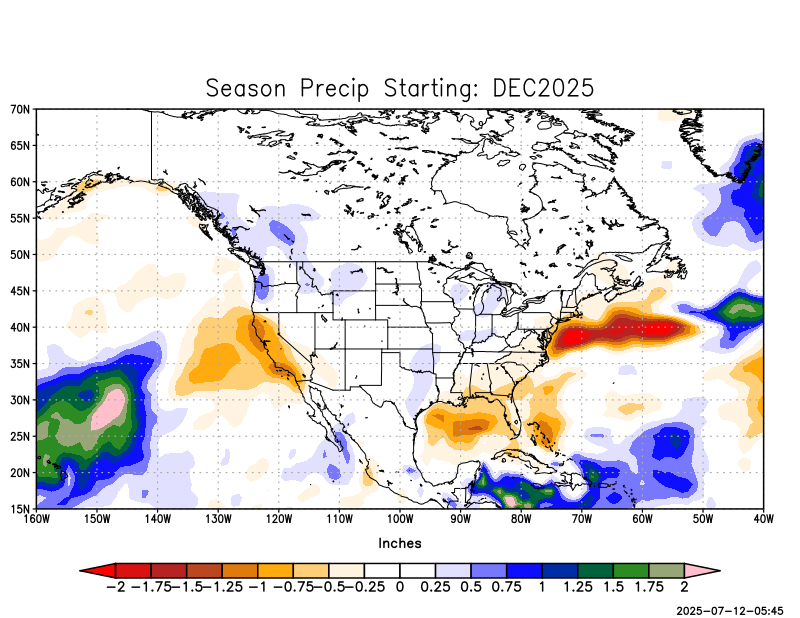 Season Precip Starting: DEC2025
70N
65N
60N
55N
50N
45N
40N
35N
30N
25N
20N
15N
160W 150W 140W 130W 120W 110W 100W 90W 80W 70W 60W 50W 40W
Inches
-2 -1.75 -1.5 -1.25 -1 -0.75 -0.5 -0.25 0 0.25 0.5 0.75 1 1.25 1.5 1.75 2
2025-07-12-05:45